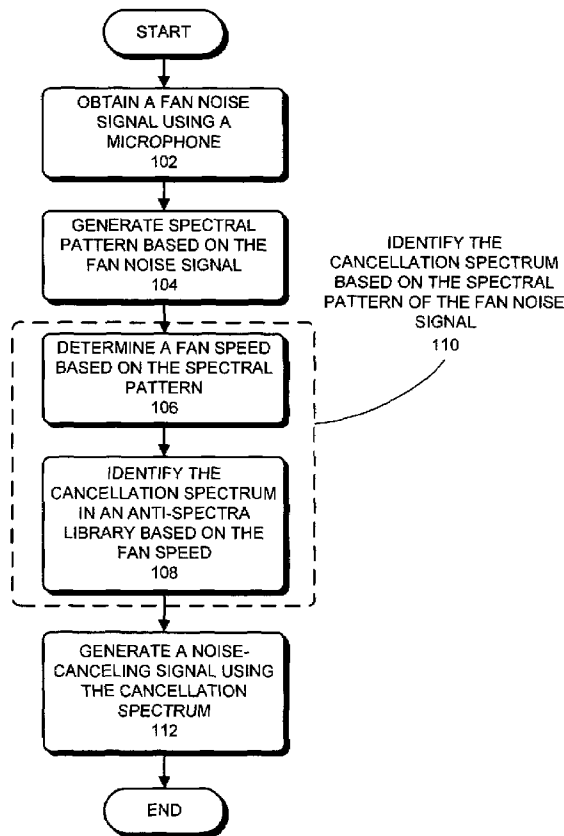 START
OBTAIN A FAN NOISE
SIGNAL USING A
MICROPHONE
102
GENERATE SPECTRAL
PATTERN BASED ON THE
FAN NOISE SIGNAL
104
IDENTIFY THE
CANCELLATION SPECTRUM
BASED ON THE SPECTRAL
PATTERN OF THE FAN NOISE
SIGNAL
110
DETERMINE A FAN SPEED
BASED ON THE SPECTRAL
PATTERN
106
IDENTIFY THE
CANCELLATION SPECTRUM
IN AN ANTI-SPECTRA
LIBRARY BASED ON THE
FAN SPEED
108
GENERATE A NOISE-
CANCELING SIGNAL USING
THE CANCELLATION
SPECTRUM
112
END